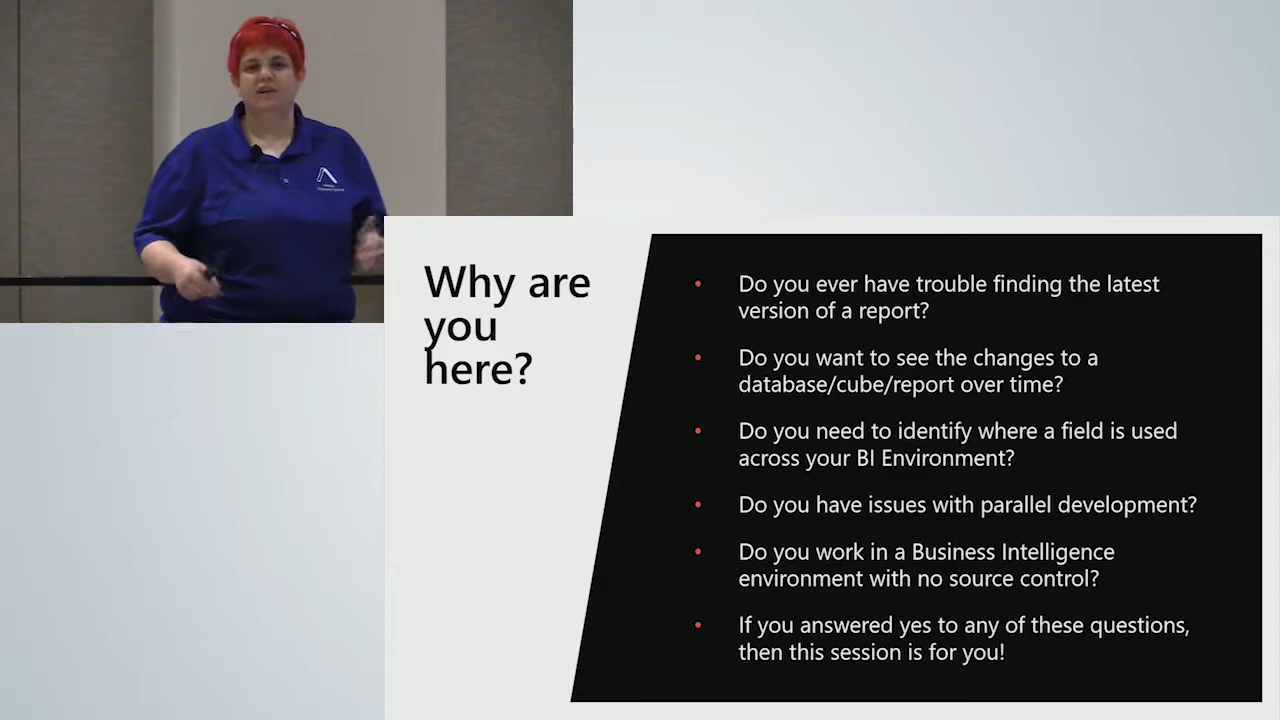 Why are
you
here?
• Do you ever have trouble finding the latest
version of a report?
• Do you want to see the changes to a
database/cube/report over time?
• Do you need to identify where a field is used
across your BI Environment?
• Do you have issues with parallel development?
• Do you work in a Business Intelligence
environment with no source control?
• If you answered yes to any of these questions,
then this session is for you!